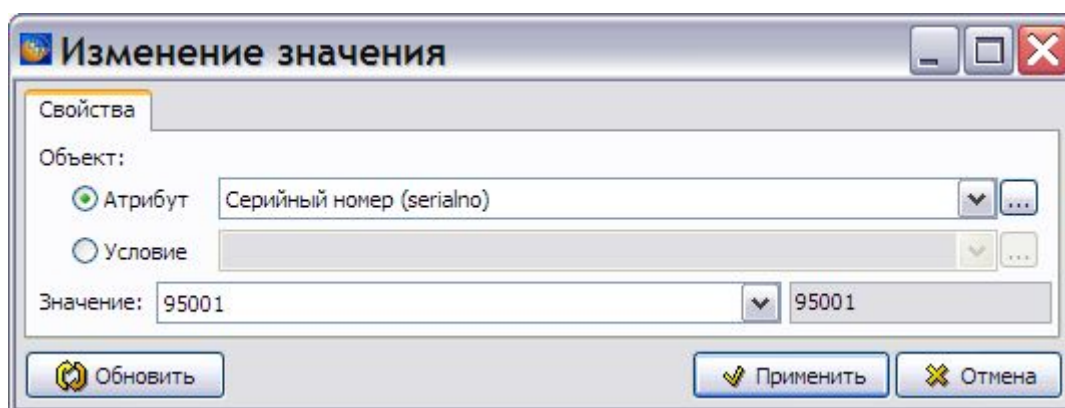 Изменение значения
Свойства
Объект:
Атрибут Серийный номер (serialno) ...
Условие ...
Значение: 95001 95001
Обновить Применить Отмена